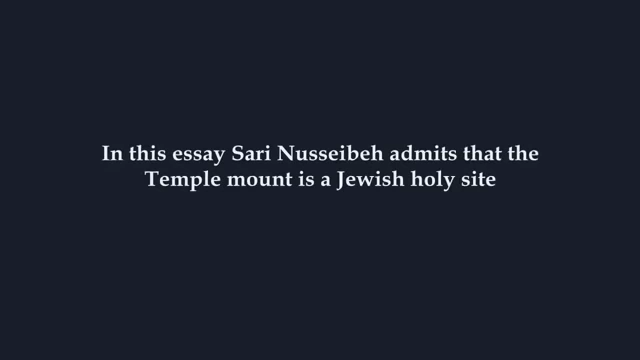 In this essay Sari Nusseibeh admits that the
Temple mount is a Jewish holy site